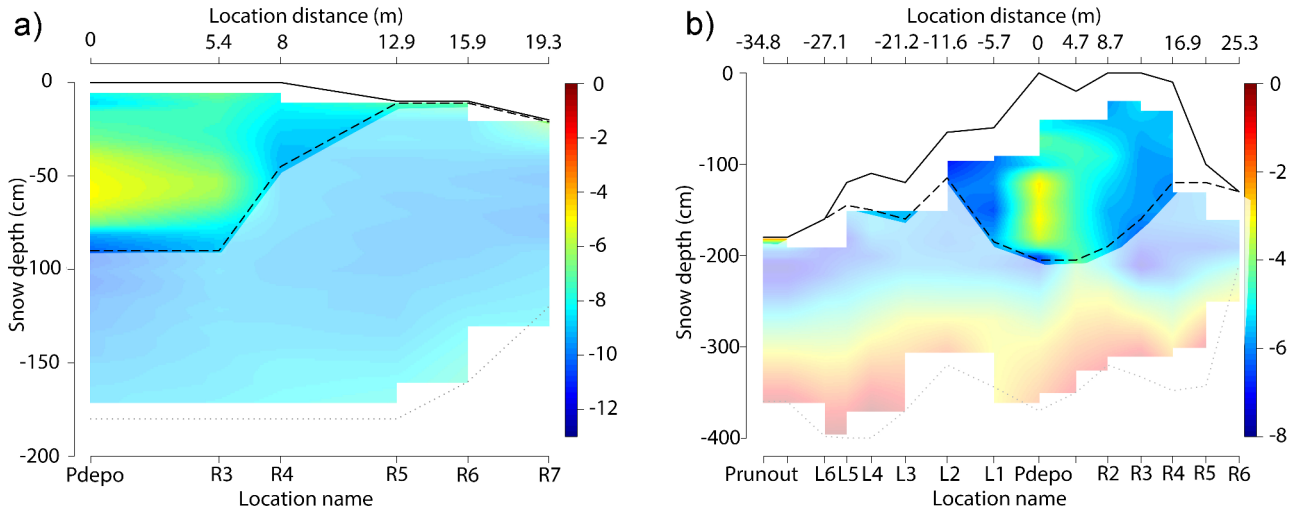 a)
Location distance (m)
0 5.4 8 12.9 15.9 19.3
Snow depth (cm)
0
-50
-100
-150
-200
0
-2
-4
-6
-8
-10
-12
Pdepo R3 R4 R5 R6 R7
Location name
b)
Location distance (m)
-34.8 -27.1 -21.2 -11.6 -5.7 0 4.7 8.7 16.9 25.3
Snow depth (cm)
0
-100
-200
-300
-400
0
-2
-4
-6
-8
Prunout L6 L5 L4 L3 L2 L1 Pdepo R2 R3 R4 R5 R6
Location name